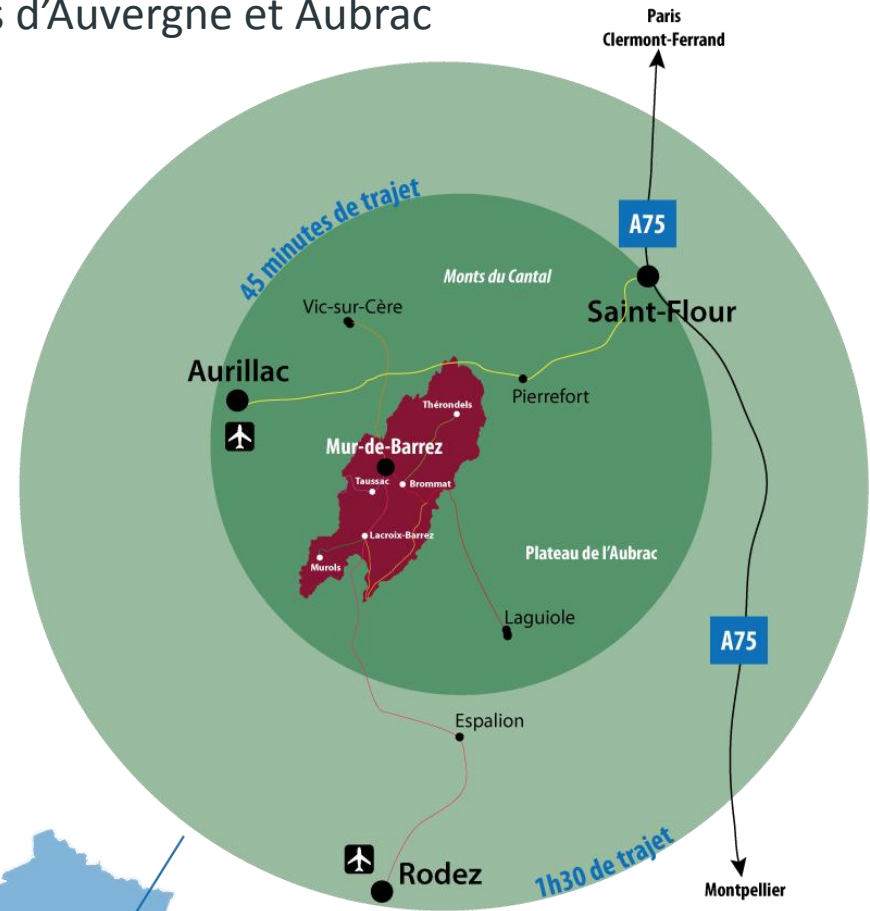 s d’Auvergne et Aubrac
Paris
Clermont-Ferrand
45 minutes de trajet
A75
Monts du Cantal
Saint-Flour
Vic-sur-Cère
Aurillac
Pierrefort
Thérondels
Mur-de-Barrez
Taussac
Brommat
Lacroix-Barrez
Murols
Plateau de l’Aubrac
Laguiole
A75
Espalion
Rodez
1h30 de trajet
Montpellier